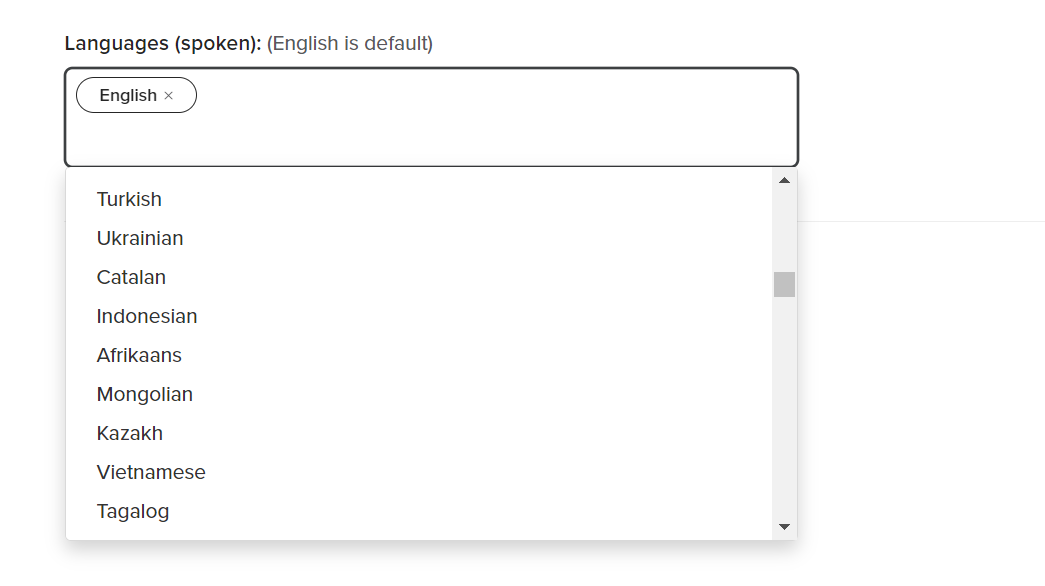 Languages (spoken): (English is default)
English ×
Turkish
Ukrainian
Catalan
Indonesian
Afrikaans
Mongolian
Kazakh
Vietnamese
Tagalog